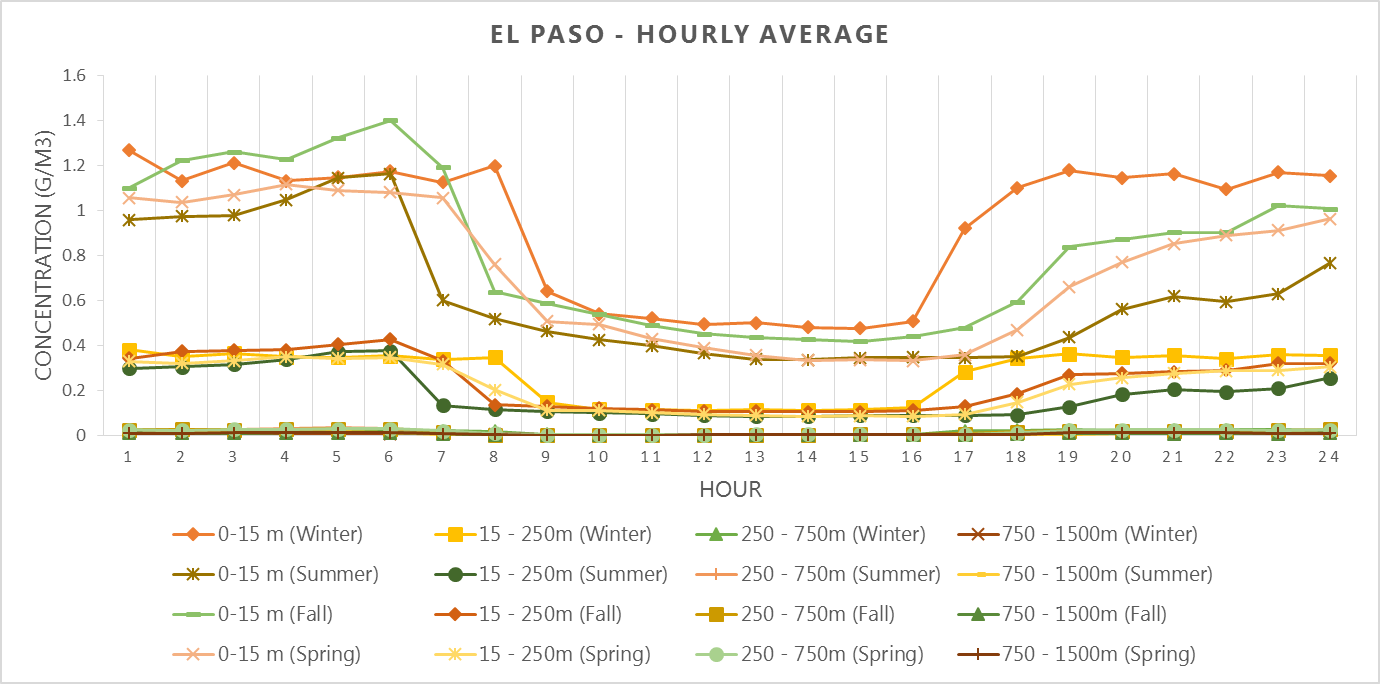 EL PASO - HOURLY AVERAGE
CONCENTRATION (G/M3)
1.6
1.4
1.2
1
0.8
0.6
0.4
0.2
0
1 2 3 4 5 6 7 8 9 10 11 12 13 14 15 16 17 18 19 20 21 22 23 24
HOUR
0-15 m (Winter) 15 - 250m (Winter) 250 - 750m (Winter) 750 - 1500m (Winter)
0-15 m (Summer) 15 - 250m (Summer) 250 - 750m (Summer) 750 - 1500m (Summer)
0-15 m (Fall) 15 - 250m (Fall) 250 - 750m (Fall) 750 - 1500m (Fall)
0-15 m (Spring) 15 - 250m (Spring) 250 - 750m (Spring) 750 - 1500m (Spring)